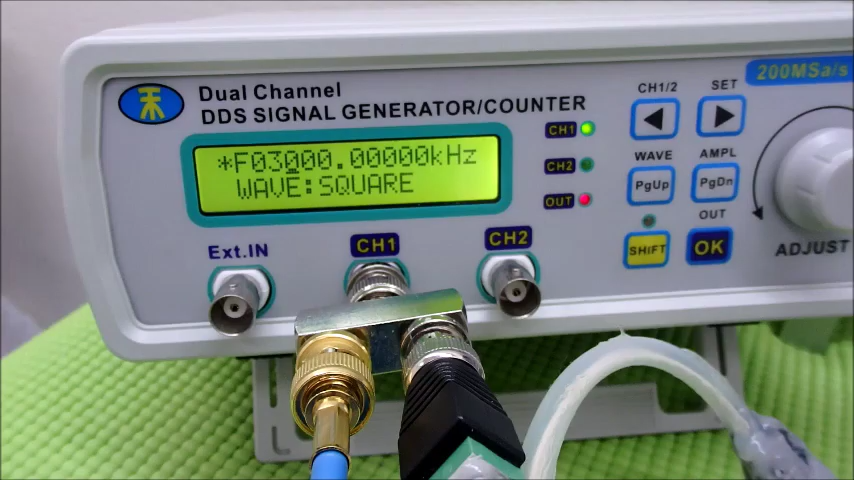 Dual Channel
DDS SIGNAL GENERATOR/COUNTER
200MSa/s
*F03000.00000kHz
WAVE:SQUARE
CH1
CH2
OUT
CH1/2
SET
WAVE
AMPL
PgUp
PgDn
OUT
SHIFT
OK
ADJUST
Ext.IN
CH1
CH2